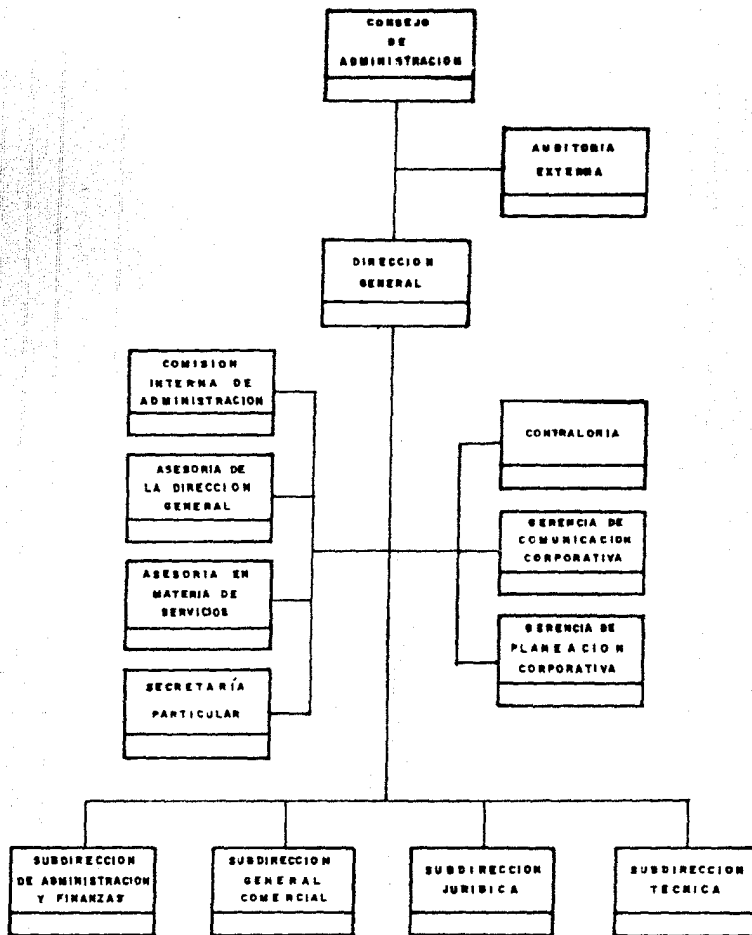 CONSEJO
DE
ADMINISTRACION
AUDITORIA
EXTERNA
DIRECCION
GENERAL
COMISION
INTERNA DE
ADMINISTRACION
ASESORIA DE
LA DIRECCION
GENERAL
ASESORIA EN
MATERIA DE
SERVICIOS
SECRETARÍA
PARTICULAR
CONTRALORIA
GERENCIA DE
COMUNICACION
CORPORATIVA
GERENCIA DE
PLANEACION
CORPORATIVA
SUBDIRECCION
DE ADMINISTRACION
Y FINANZAS
SUBDIRECCION
GENERAL
COMERCIAL
SUBDIRECCION
JURIDICA
SUBDIRECCION
TECNICA